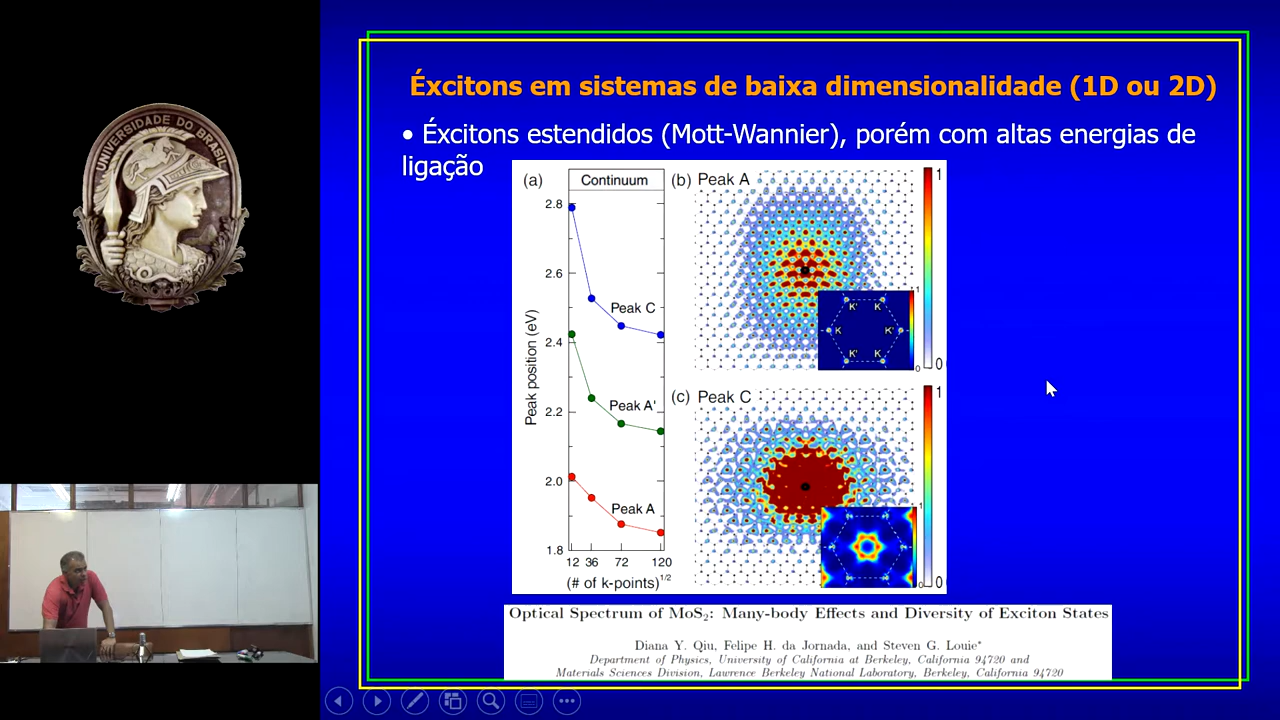 UNIVERSIDADE DO BRASIL
Éxcitons em sistemas de baixa dimensionalidade (1D ou 2D)
• Éxcitons estendidos (Mott-Wannier), porém com altas energias de
ligação
(a)
Continuum
Peak position (eV)
2.8
2.6
2.4
2.2
2.0
1.8
Peak C
Peak A'
Peak A
12 36 72 120
(# of k-points)^1/2
(b) Peak A
1
0
K' K
K K'
K' K
1
0
(c) Peak C
1
0
1
0
Optical Spectrum of MoS₂: Many-body Effects and Diversity of Exciton States
Diana Y. Qiu, Felipe H. da Jornada, and Steven G. Louie*
Department of Physics, University of California at Berkeley, California 94720 and
Materials Sciences Division, Lawrence Berkeley National Laboratory, Berkeley, California 94720